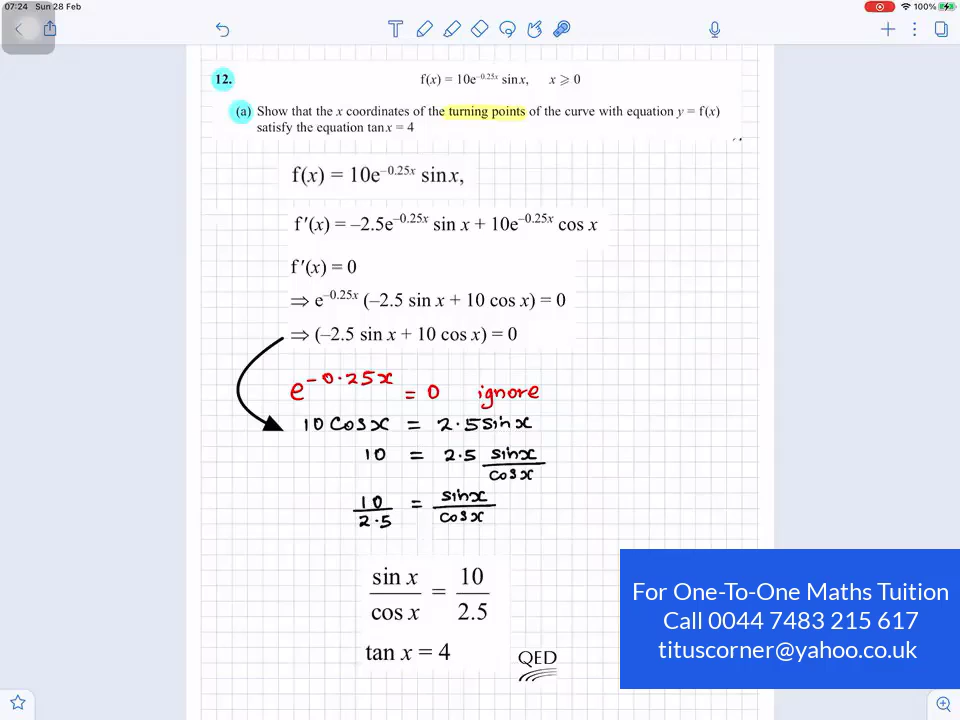 07:24 Sun 28 Feb
100%
12.
f(x) = 10e^{–0.25x} sin x, x ⩾ 0
(a) Show that the x coordinates of the turning points of the curve with equation y = f(x)
satisfy the equation tan x = 4
f(x) = 10e^{–0.25x} sin x,
f ′(x) = –2.5e^{–0.25x} sin x + 10e^{–0.25x} cos x
f ′(x) = 0
⇒ e^{–0.25x} (–2.5 sin x + 10 cos x) = 0
⇒ (–2.5 sin x + 10 cos x) = 0
e^{-0.25x} = 0 ignore
10 Cos x = 2.5 sin x
10 = 2.5 sin x / cos x
10 / 2.5 = sin x / cos x
sin x / cos x = 10 / 2.5
tan x = 4
QED
For One-To-One Maths Tuition
Call 0044 7483 215 617
tituscorner@yahoo.co.uk